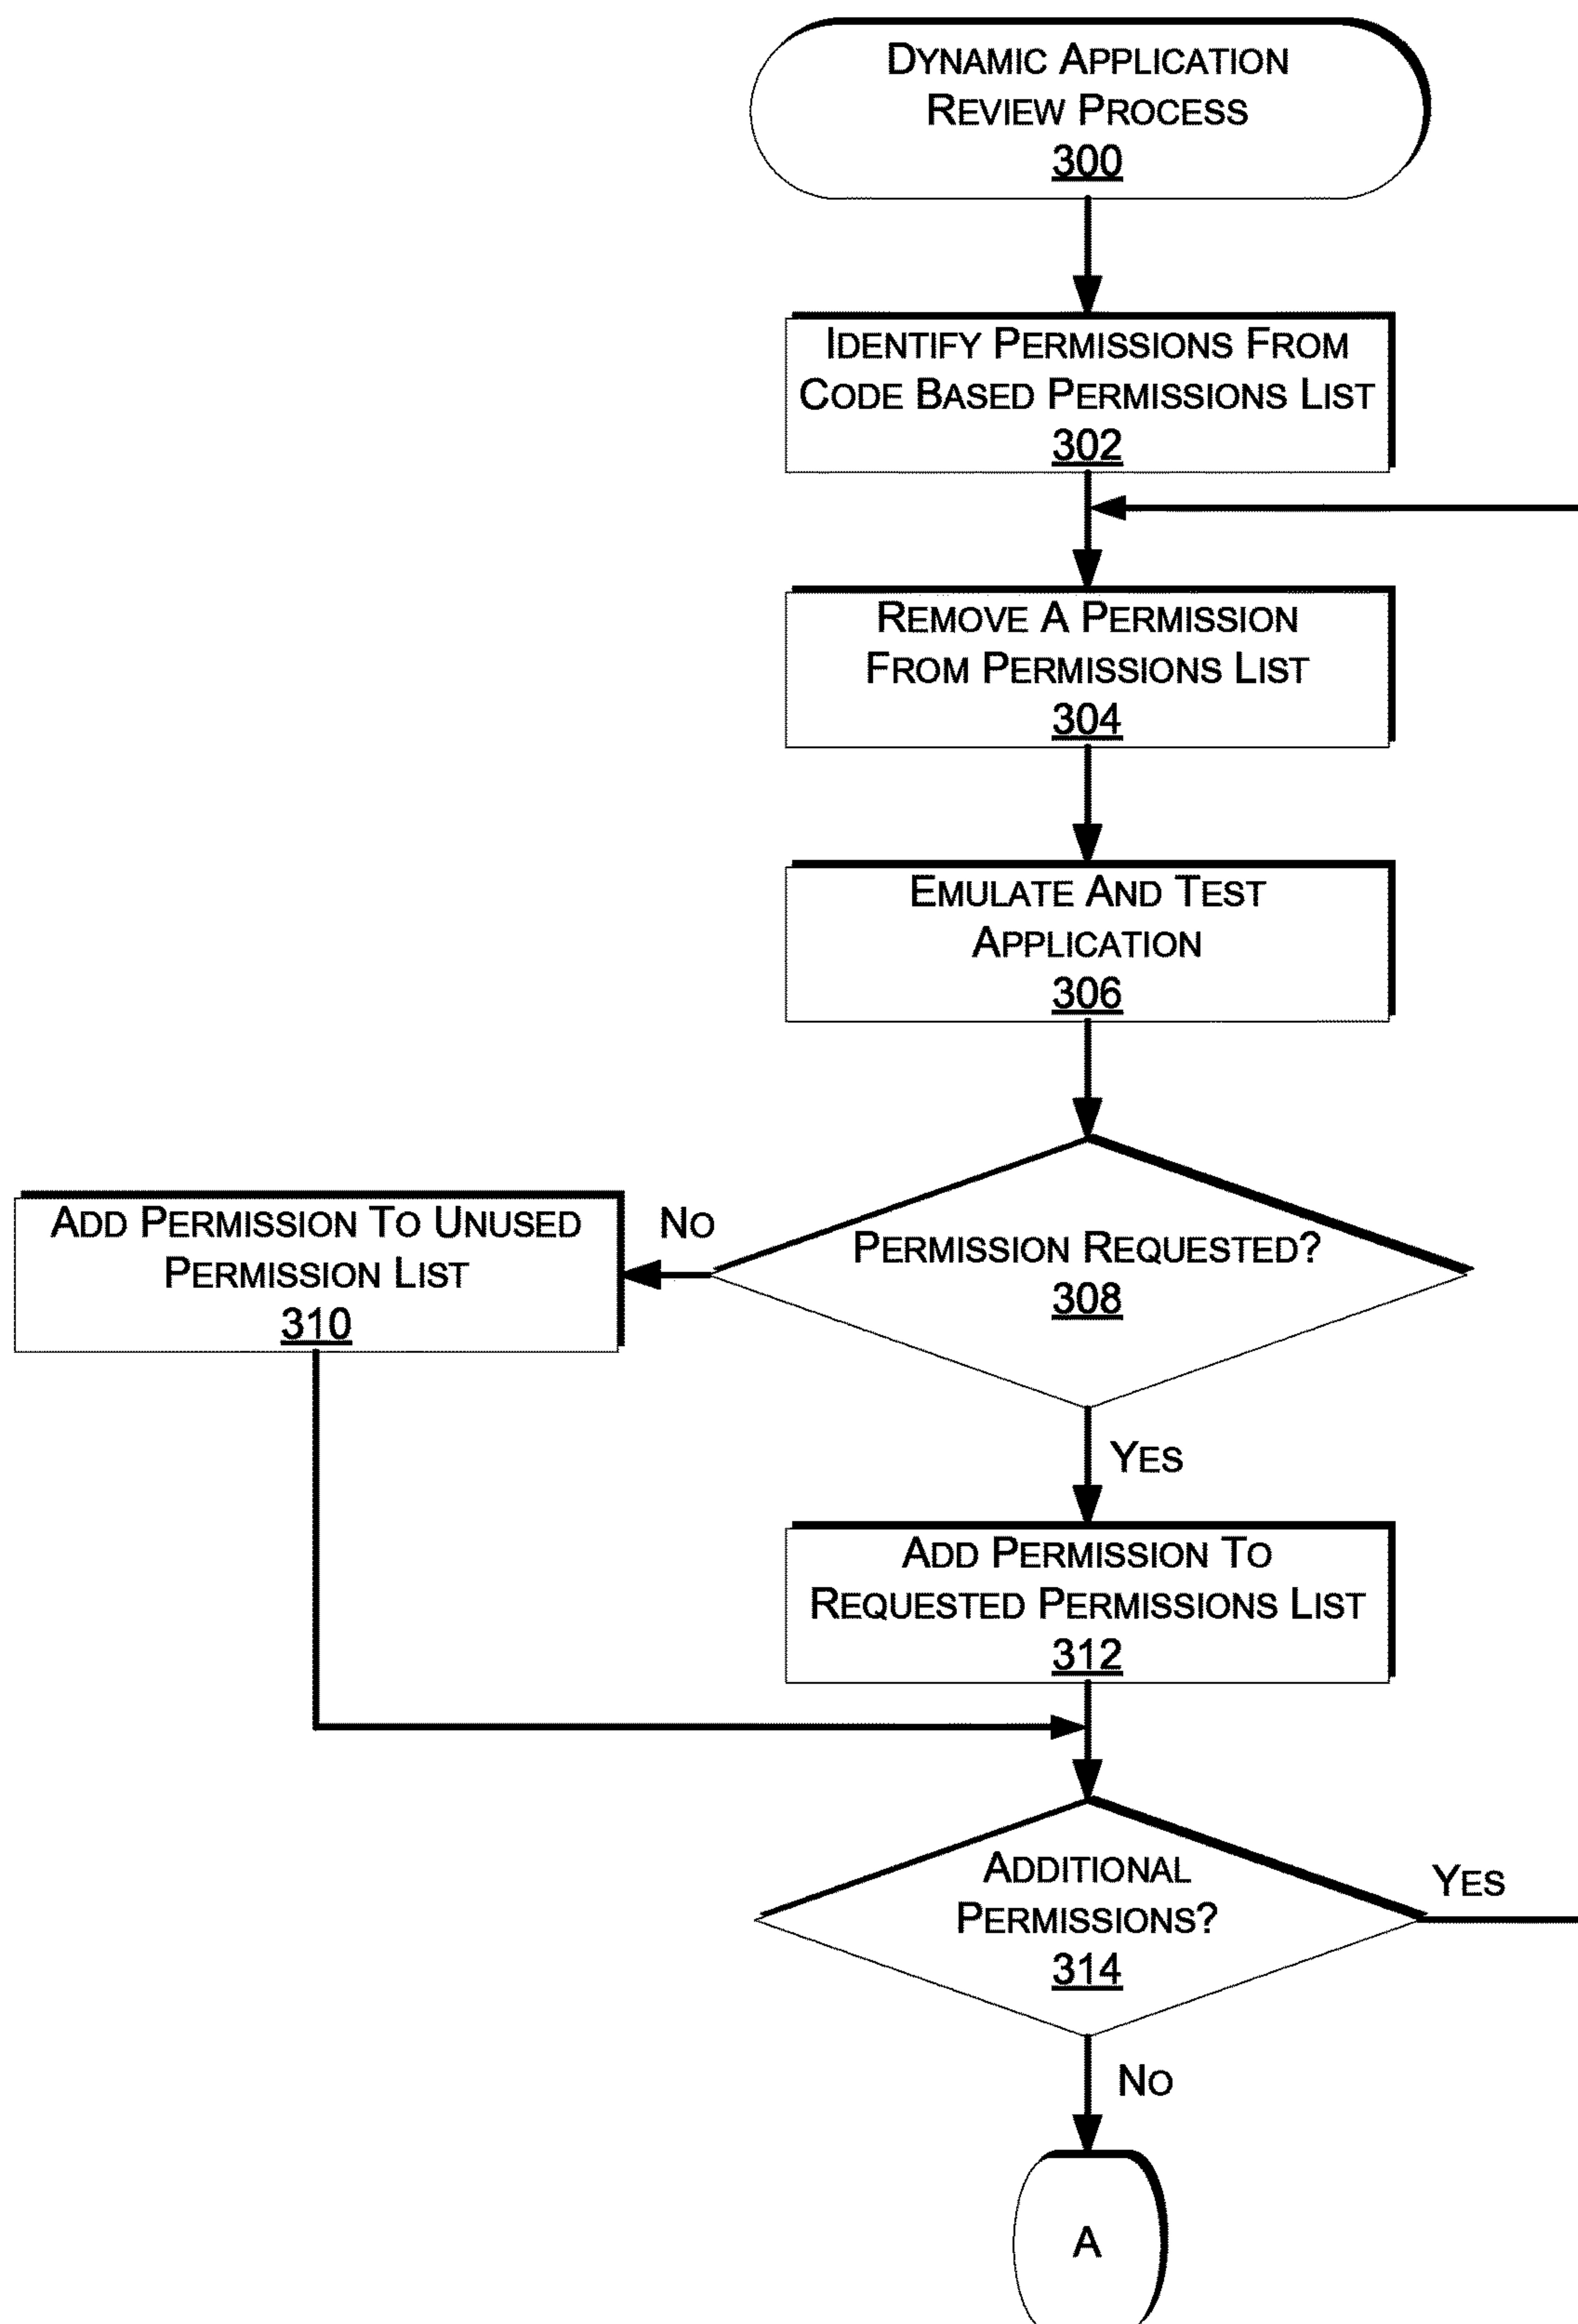 DYNAMIC APPLICATION
REVIEW PROCESS
300
IDENTIFY PERMISSIONS FROM
CODE BASED PERMISSIONS LIST
302
REMOVE A PERMISSION
FROM PERMISSIONS LIST
304
EMULATE AND TEST
APPLICATION
306
ADD PERMISSION TO UNUSED
PERMISSION LIST
310
NO
PERMISSION REQUESTED?
308
YES
ADD PERMISSION TO
REQUESTED PERMISSIONS LIST
312
ADDITIONAL
PERMISSIONS?
314
YES
NO
A